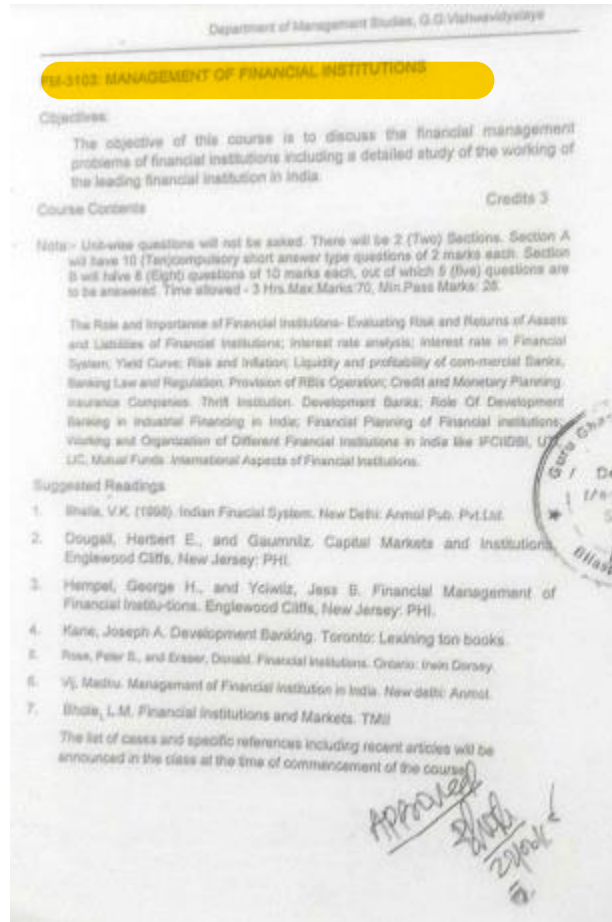 Department of Management Studies, G.G.Vishwavidyalaya
FM-3103: MANAGEMENT OF FINANCIAL INSTITUTIONS
Objectives:
The objective of this course is to discuss the financial management
problems of financial institutions including a detailed study of the working of
the leading financial institution in India.
Course Contents
Credits 3
Note:- Unit-wise questions will not be asked. There will be 2 (Two) Sections. Section A
will have 10 (Ten)compulsory short answer type questions of 2 marks each. Section
B will have 8 (Eight) questions of 10 marks each, out of which 5 (five) questions are
to be answered. Time allowed - 3 Hrs.Max.Marks:70, Min.Pass Marks: 28.
The Role and Importance of Financial Institutions- Evaluating Risk and Returns of Assets
and Liabilities of Financial Institutions; Interest rate analysis; Interest rate in Financial
System; Yield Curve; Risk and Inflation; Liquidity and profitability of com-mercial Banks;
Banking Law and Regulation. Provision of RBIs Operation; Credit and Monetary Planning.
Insurance Companies. Thrift Institution. Development Banks; Role Of Development
Banking in Industrial Financing in India; Financial Planning of Financial institutions;
Working and Organization of Different Financial Institutions in India like IFCI/IDBI, UTI,
LIC, Mutual Funds. International Aspects of Financial Institutions.
Suggested Readings
1. Bhalla, V.K. (1998). Indian Finacial System. New Delhi: Anmol Pub. Pvt.Ltd.
2. Dougall, Herbert E., and Gaumnilz. Capital Markets and Institutions
Englewood Cliffs, New Jersey: PHI.
3. Hempel, George H., and Yciwliz, Jess B. Financial Management of
Financial Institu-tions. Englewood Cliffs, New Jersey: PHI.
4. Kane, Joseph A. Development Banking. Toronto: Lexining ton books.
5. Rose, Peter S., and Eraser, Donald. Financial Institutions. Ontario: Irwin Dorsey.
6. Vij, Madhu. Management of Financial Institution in India. New delhi: Anmol.
7. Bhole, L.M. Financial Institutions and Markets. TMII
The list of cases and specific references including recent articles will be
announced in the class at the time of commencement of the course.
Approved